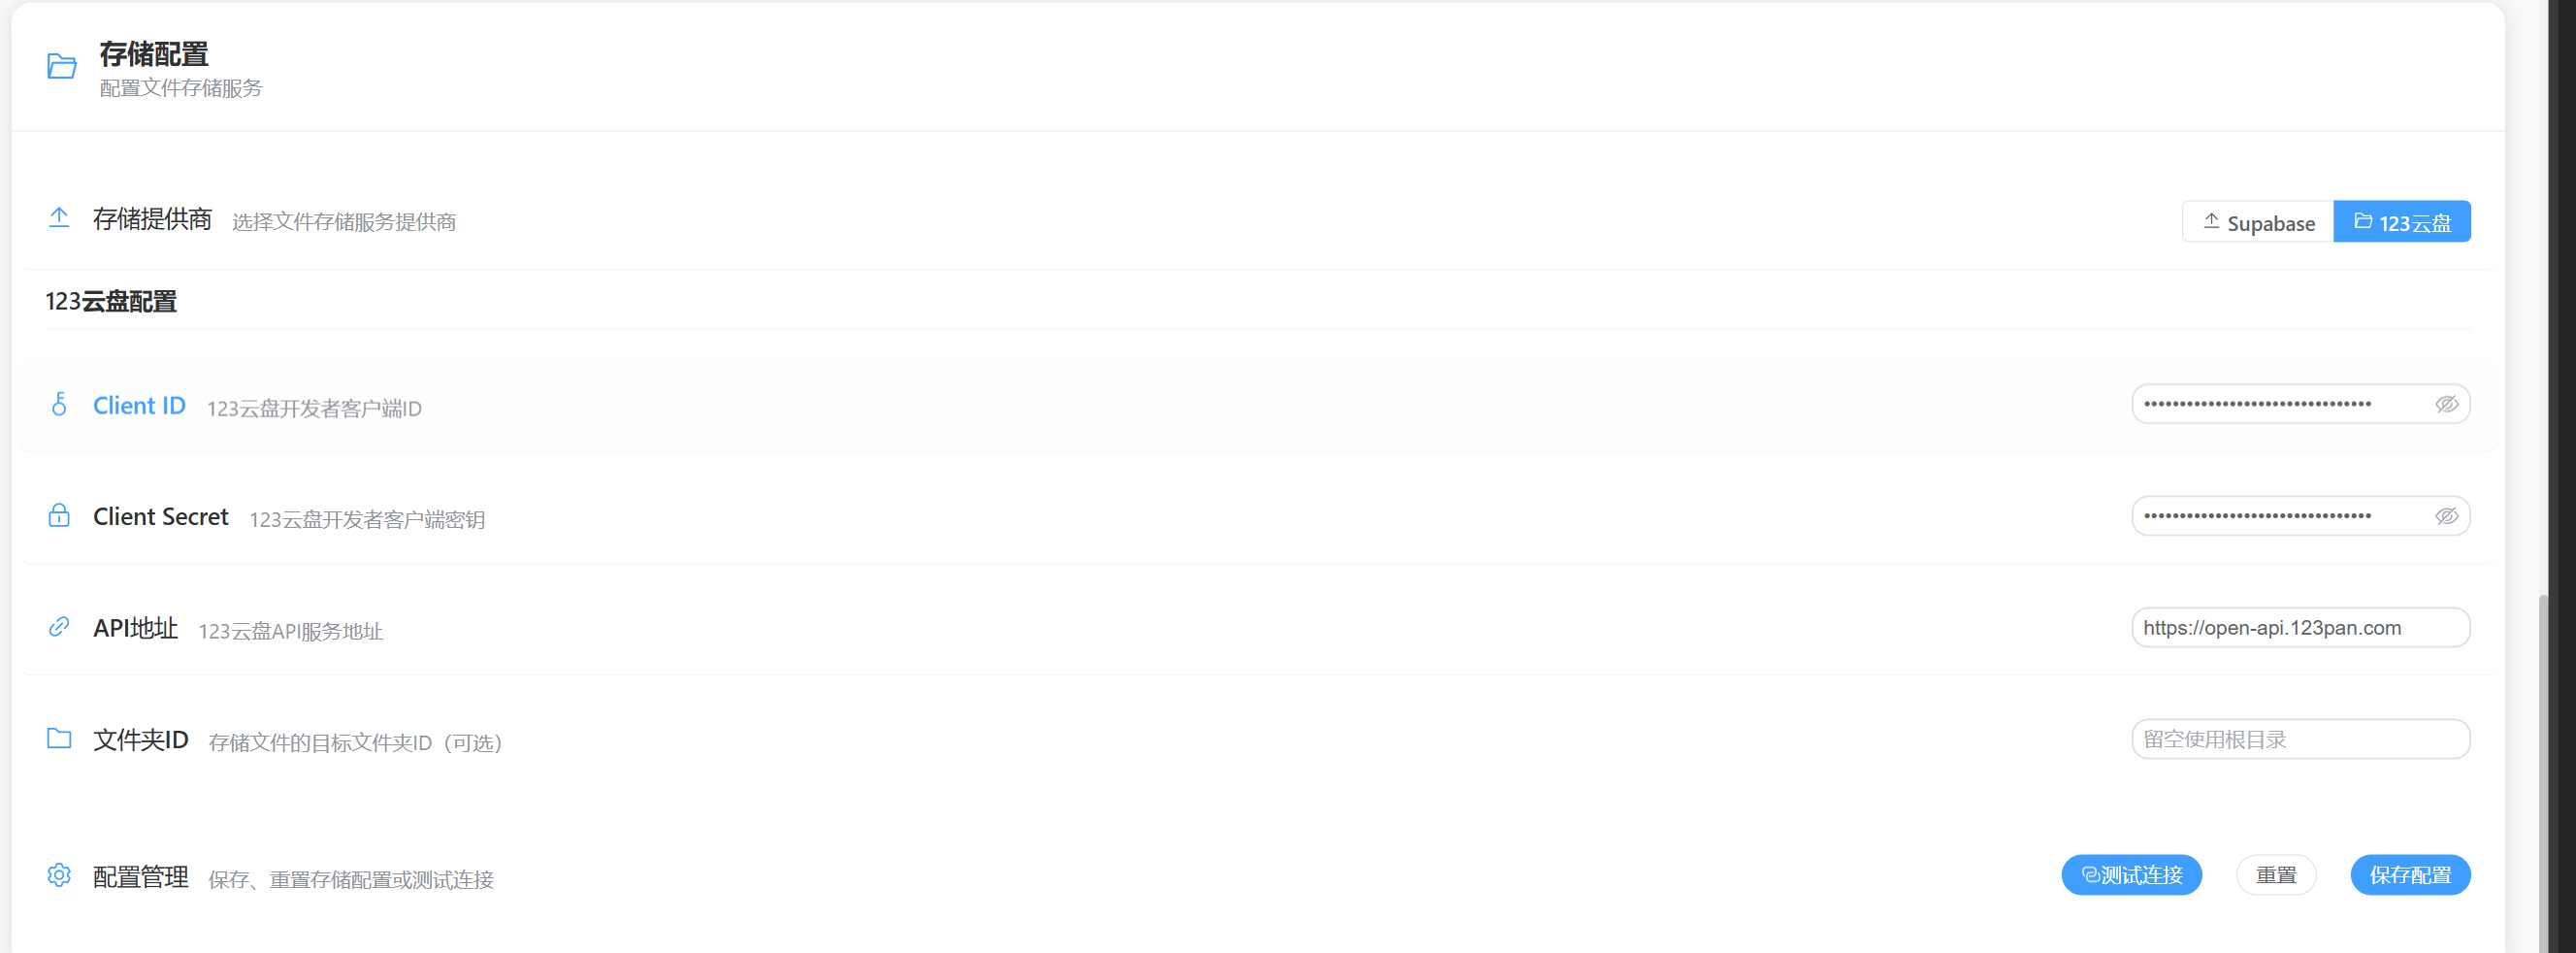 存储配置
配置文件存储服务
存储提供商 选择文件存储服务提供商 Supabase 123云盘
123云盘配置
Client ID 123云盘开发者客户端ID ••••••••••••••••••••••••••••••••
Client Secret 123云盘开发者客户端密钥 ••••••••••••••••••••••••••••••••
API地址 123云盘API服务地址 https://open-api.123pan.com
文件夹ID 存储文件的目标文件夹ID（可选） 留空使用根目录
配置管理 保存、重置存储配置或测试连接 测试连接 重置 保存配置